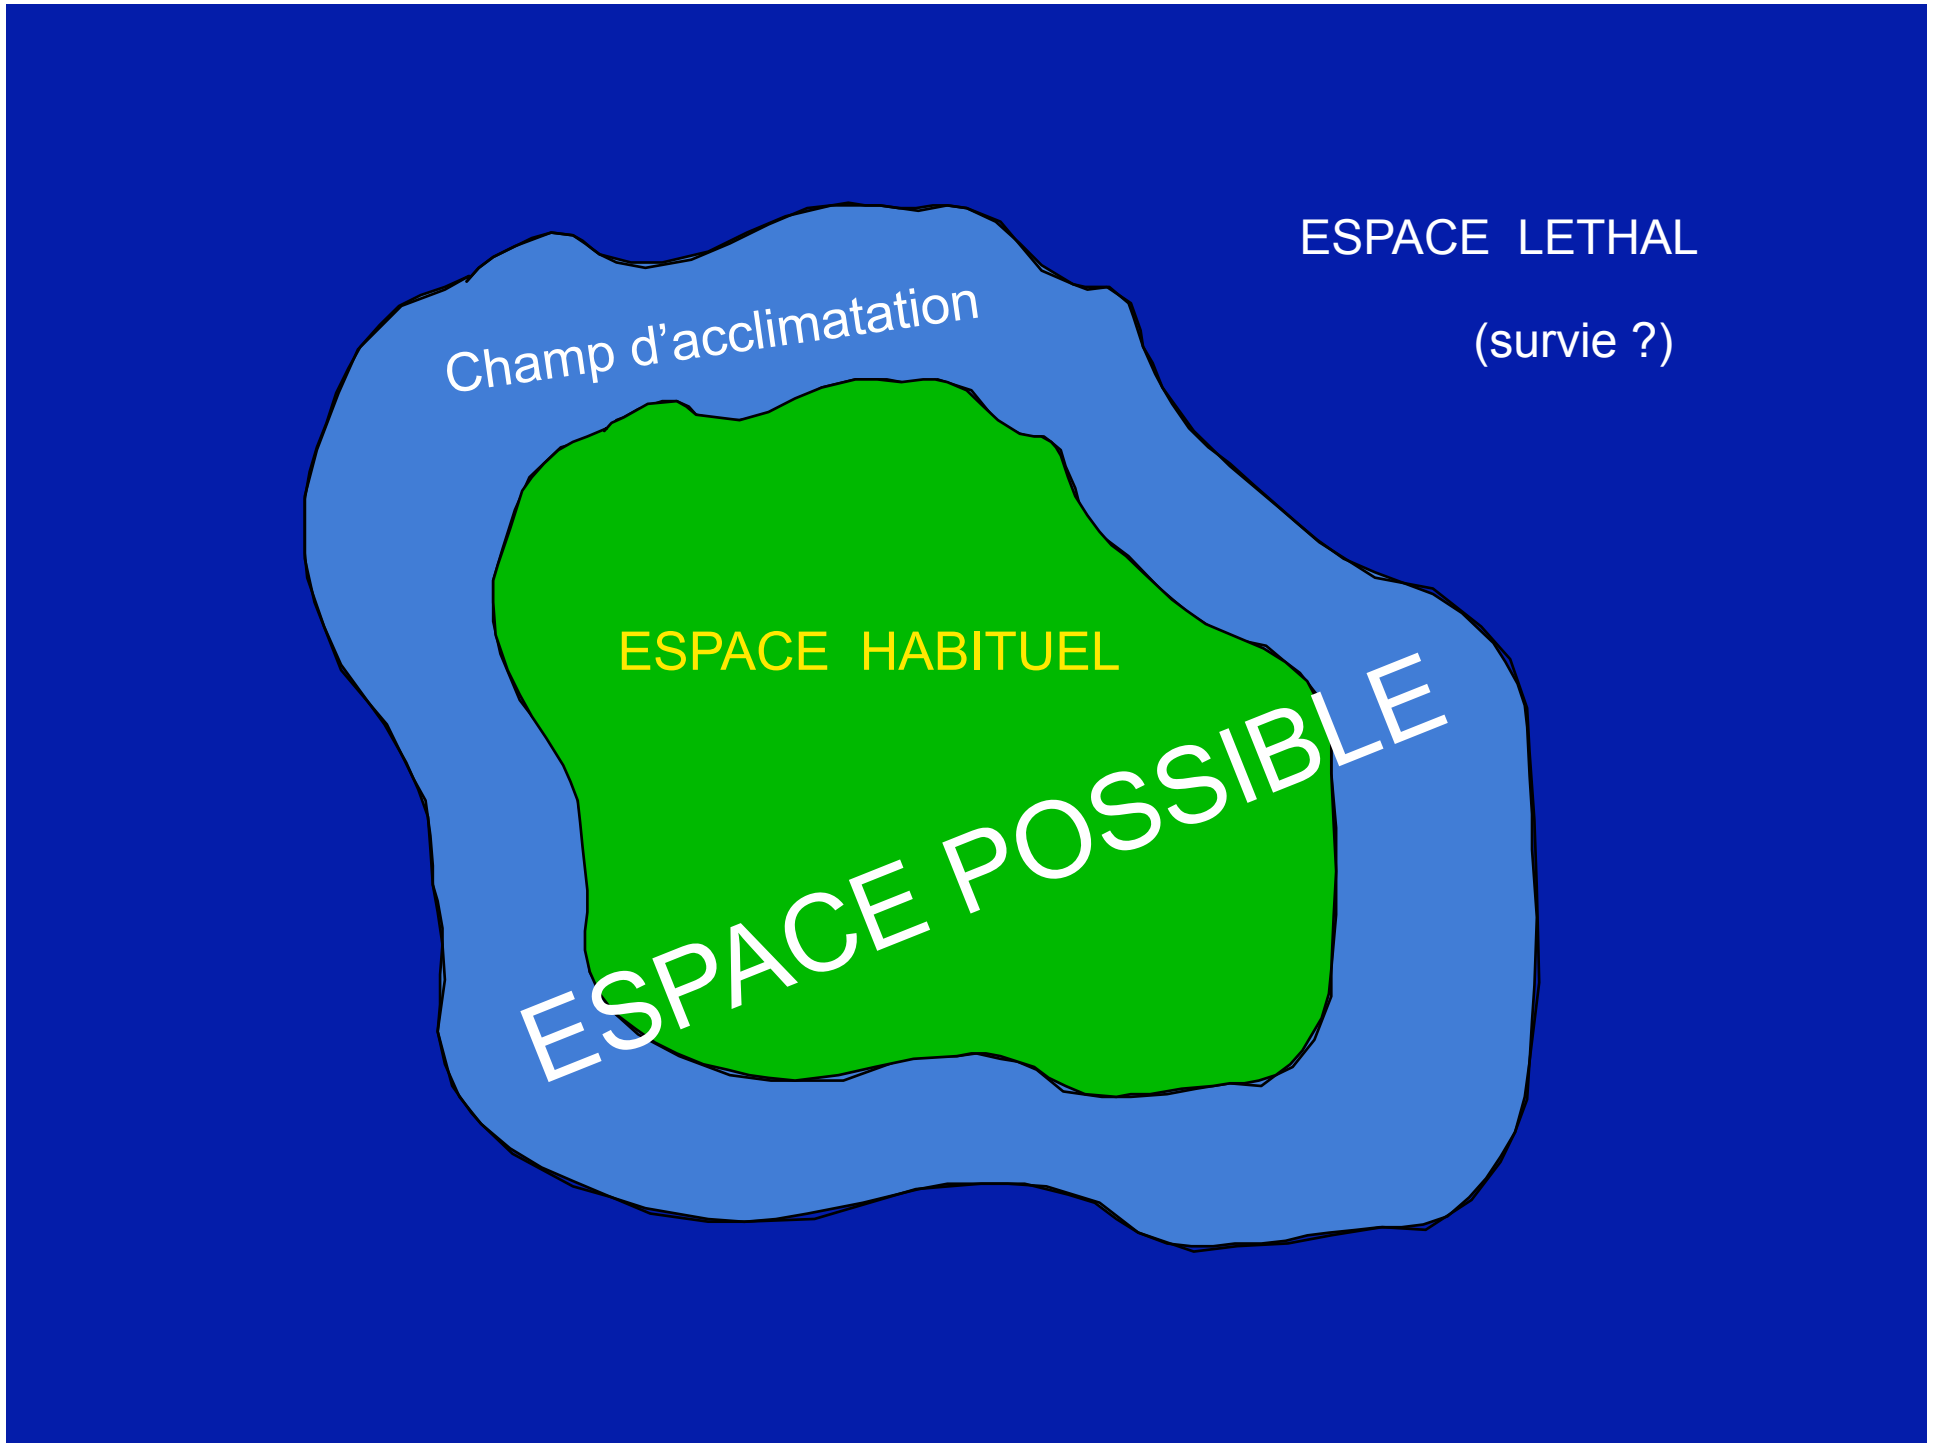 ESPACE LETHAL
(survie ?)
Champ d’acclimatation
ESPACE HABITUEL
ESPACE POSSIBLE